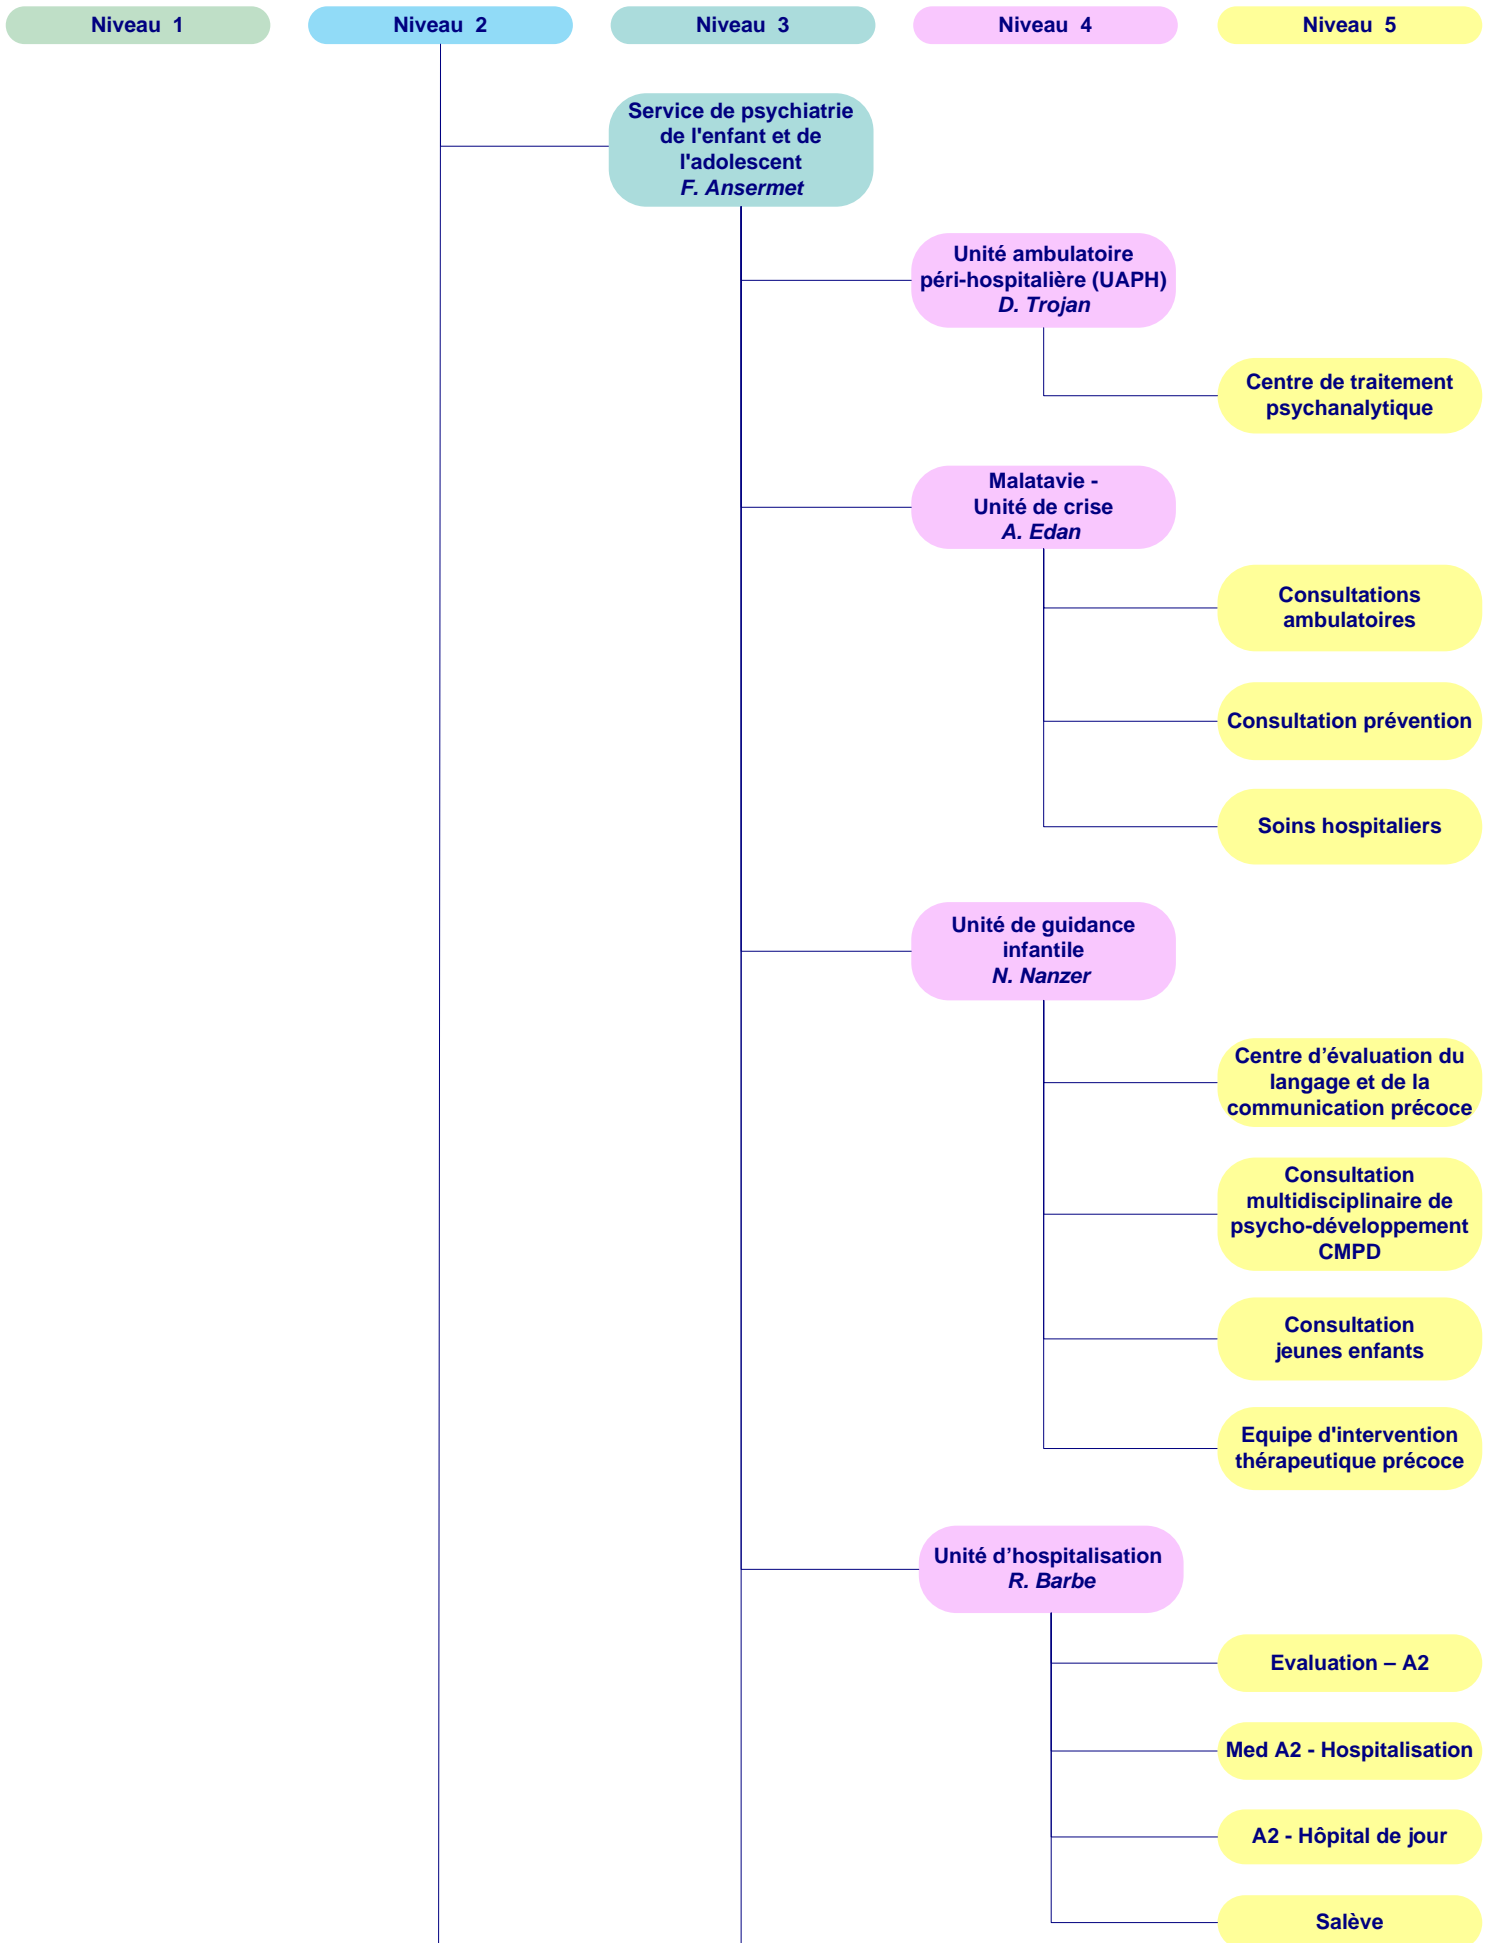 Niveau 1
Niveau 2
Niveau 3
Niveau 4
Niveau 5
Service de psychiatrie
de l'enfant et de
l'adolescent
F. Ansermet
Unité ambulatoire
péri-hospitalière (UAPH)
D. Trojan
Centre de traitement
psychanalytique
Malatavie -
Unité de crise
A. Edan
Consultations
ambulatoires
Consultation prévention
Soins hospitaliers
Unité de guidance
infantile
N. Nanzer
Centre d’évaluation du
langage et de la
communication précoce
Consultation
multidisciplinaire de
psycho-développement
CMPD
Consultation
jeunes enfants
Equipe d'intervention
thérapeutique précoce
Unité d’hospitalisation
R. Barbe
Evaluation – A2
Med A2 - Hospitalisation
A2 - Hôpital de jour
Salève